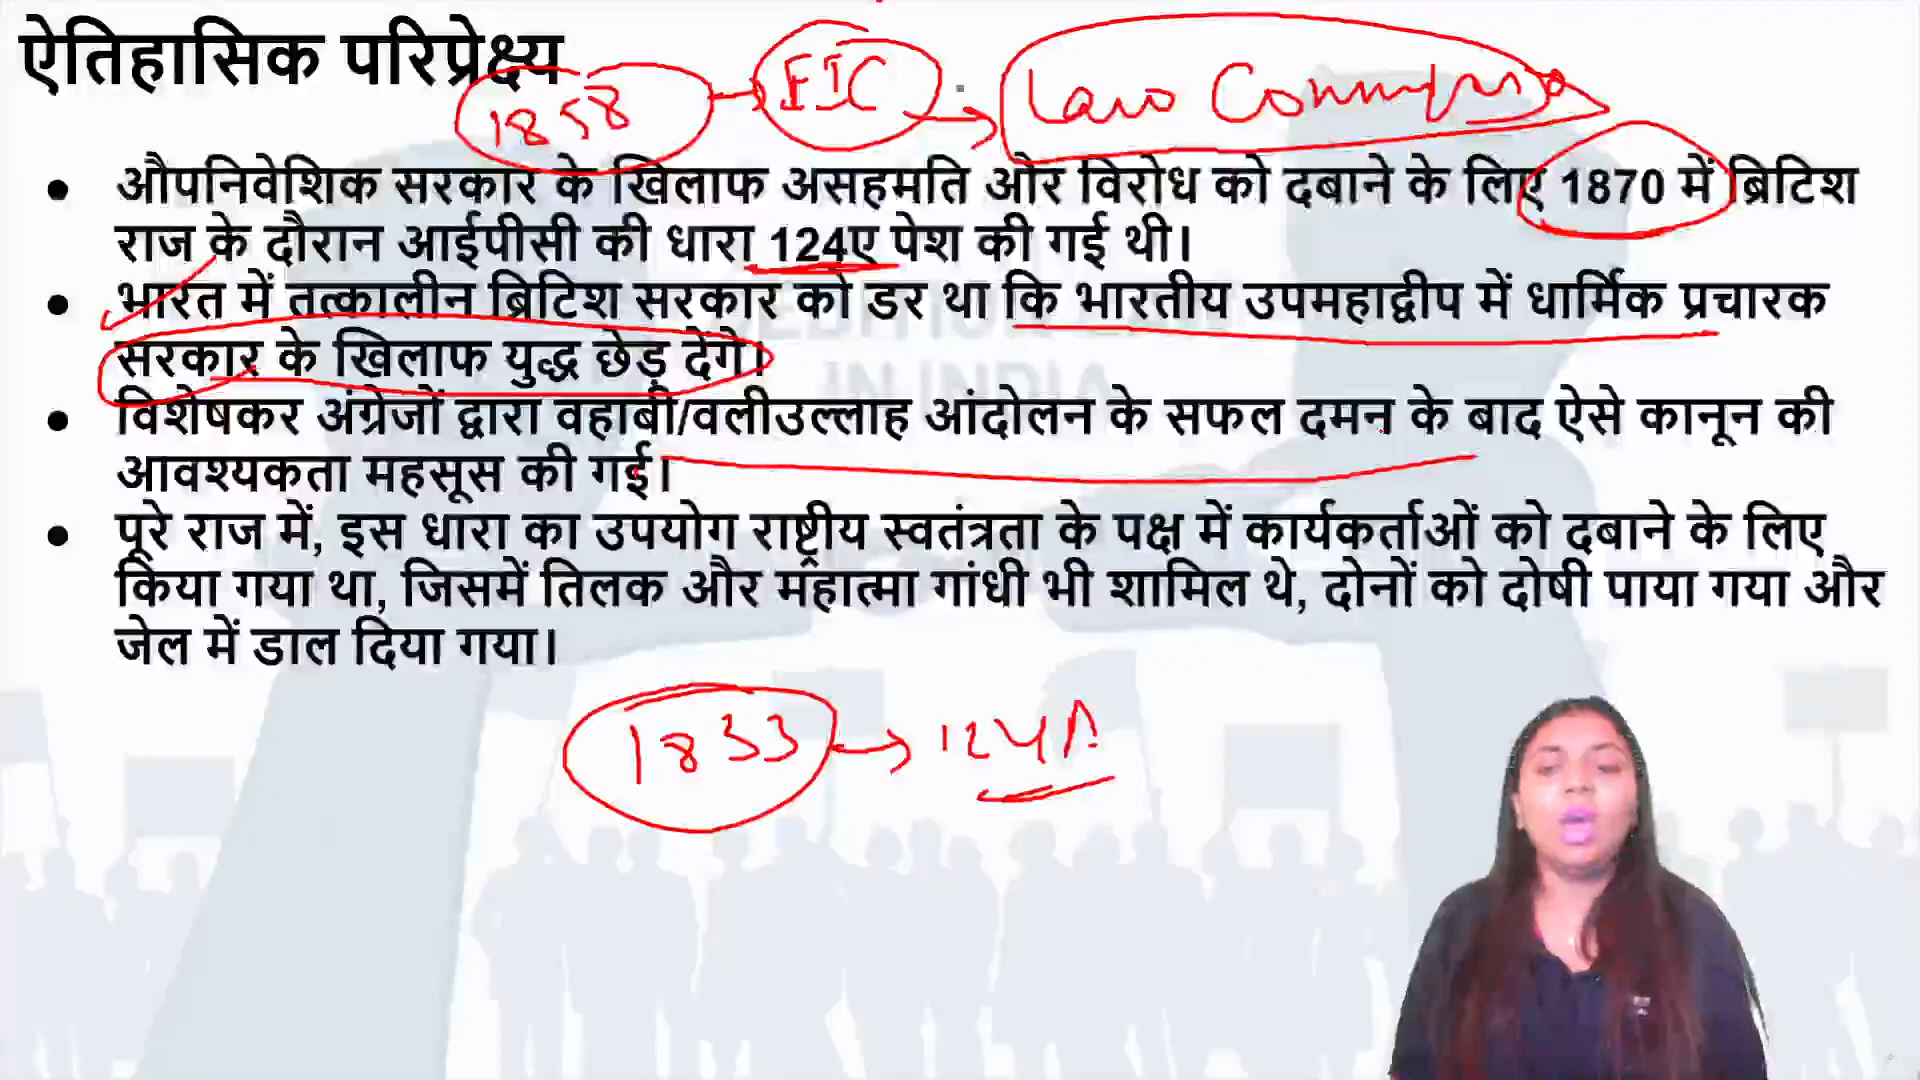 ऐतिहासिक परिप्रेक्ष्य
1858 EIC Law Commission
• औपनिवेशिक सरकार के खिलाफ असहमति और विरोध को दबाने के लिए 1870 में ब्रिटिश
राज के दौरान आईपीसी की धारा 124ए पेश की गई थी।
• भारत में तत्कालीन ब्रिटिश सरकार को डर था कि भारतीय उपमहाद्वीप में धार्मिक प्रचारक
सरकार के खिलाफ युद्ध छेड़ देंगे।
IN INDIA
• विशेषकर अंग्रेजों द्वारा वहाबी/वलीउल्लाह आंदोलन के सफल दमन के बाद ऐसे कानून की
आवश्यकता महसूस की गई।
• पूरे राज में, इस धारा का उपयोग राष्ट्रीय स्वतंत्रता के पक्ष में कार्यकर्ताओं को दबाने के लिए
किया गया था, जिसमें तिलक और महात्मा गांधी भी शामिल थे, दोनों को दोषी पाया गया और
जेल में डाल दिया गया।
1833 → 124A